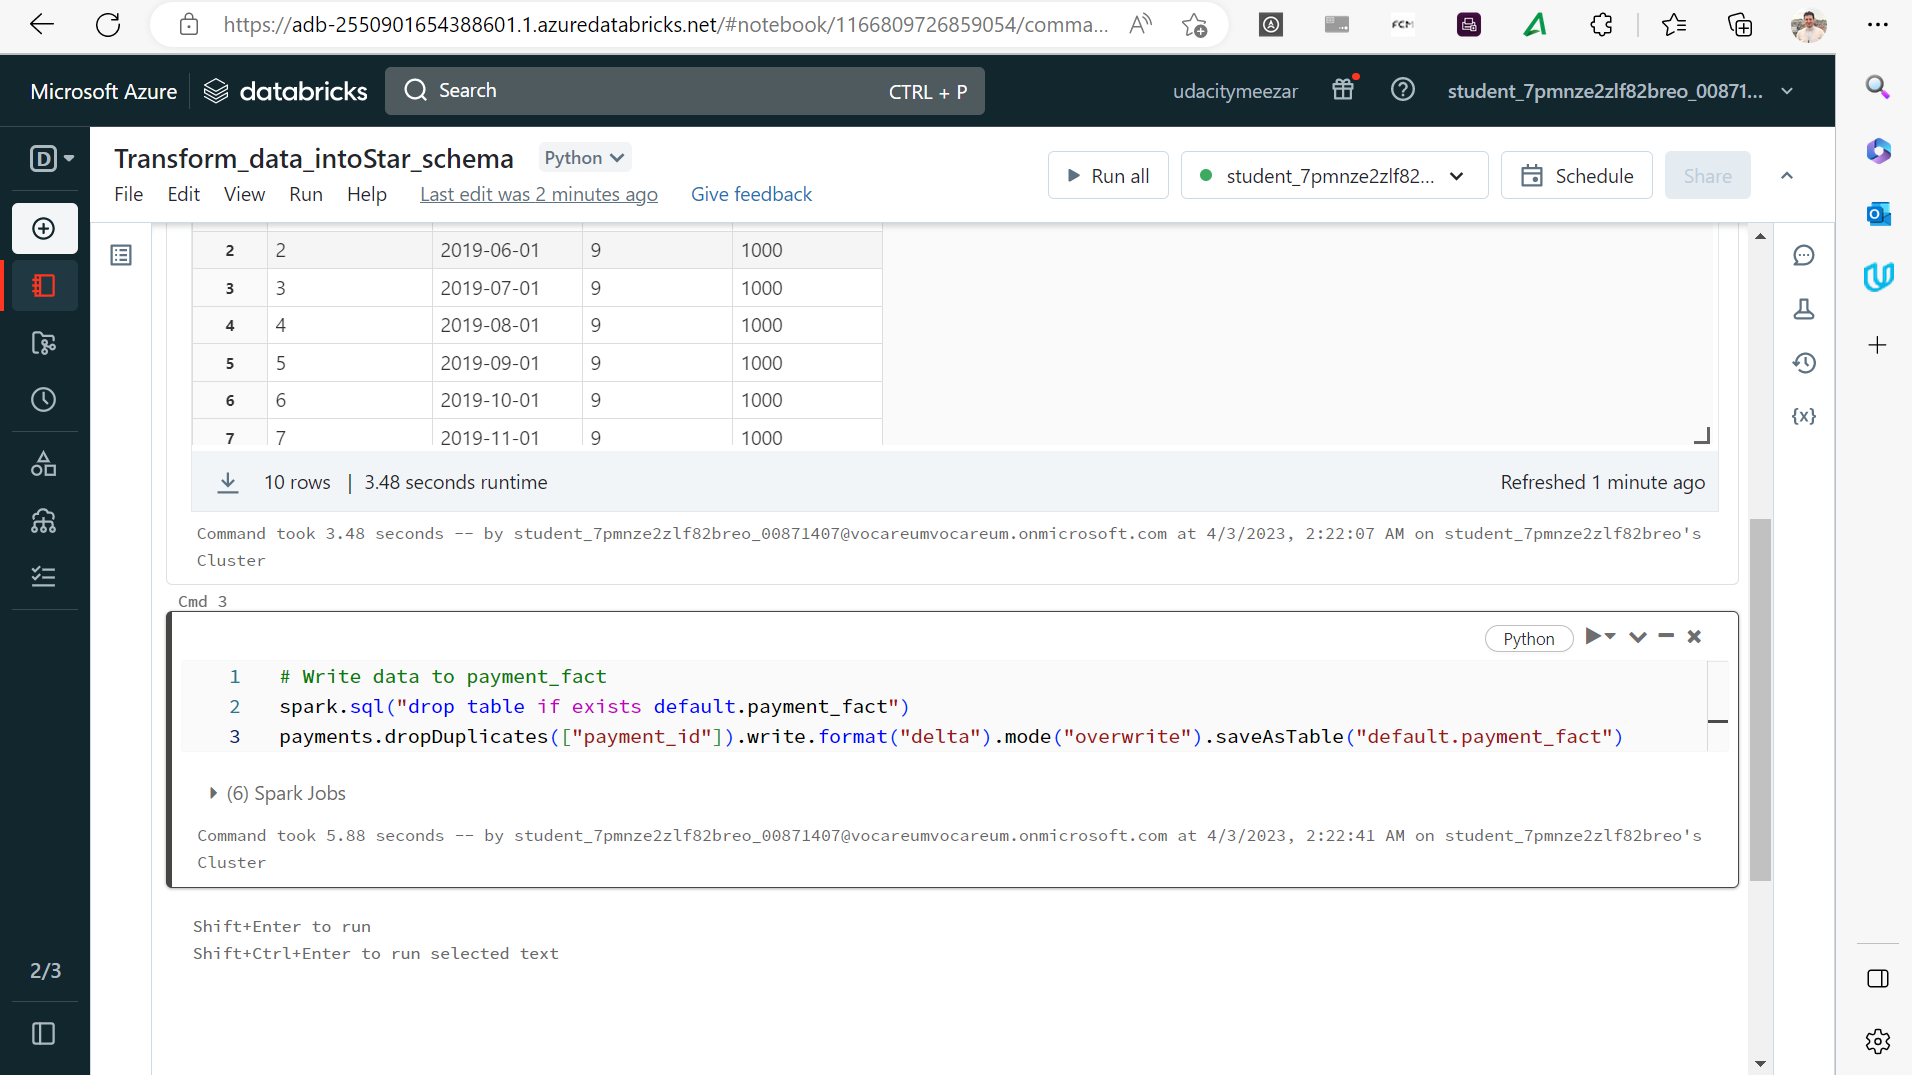 https://adb-2550901654388601.1.azuredatabricks.net/#notebook/1166809726859054/comma...
FCM
Microsoft Azure databricks Search CTRL + P udacitymeezar student_7pmnze2zlf82breo_00871...
D
Transform_data_intoStar_schema Python
File Edit View Run Help Last edit was 2 minutes ago Give feedback
Run all student_7pmnze2zlf82... Schedule Share
2 2 2019-06-01 9 1000
3 3 2019-07-01 9 1000
4 4 2019-08-01 9 1000
5 5 2019-09-01 9 1000
6 6 2019-10-01 9 1000
7 7 2019-11-01 9 1000
10 rows | 3.48 seconds runtime Refreshed 1 minute ago
Command took 3.48 seconds -- by student_7pmnze2zlf82breo_00871407@vocareumvocareum.onmicrosoft.com at 4/3/2023, 2:22:07 AM on student_7pmnze2zlf82breo's
Cluster
Cmd 3
Python
1 # Write data to payment_fact
2 spark.sql("drop table if exists default.payment_fact")
3 payments.dropDuplicates(["payment_id"]).write.format("delta").mode("overwrite").saveAsTable("default.payment_fact")
(6) Spark Jobs
Command took 5.88 seconds -- by student_7pmnze2zlf82breo_00871407@vocareumvocareum.onmicrosoft.com at 4/3/2023, 2:22:41 AM on student_7pmnze2zlf82breo's
Cluster
Shift+Enter to run
Shift+Ctrl+Enter to run selected text
2/3